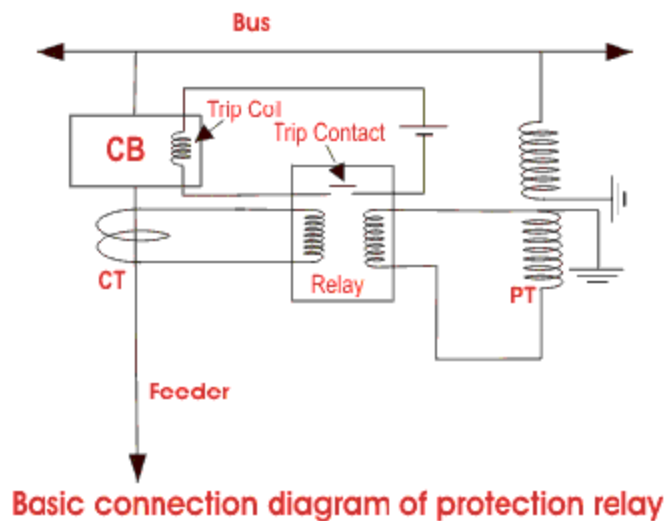 Bus
Trip Coil
Trip Contact
CB
CT
Relay
PT
Feeder
Basic connection diagram of protection relay